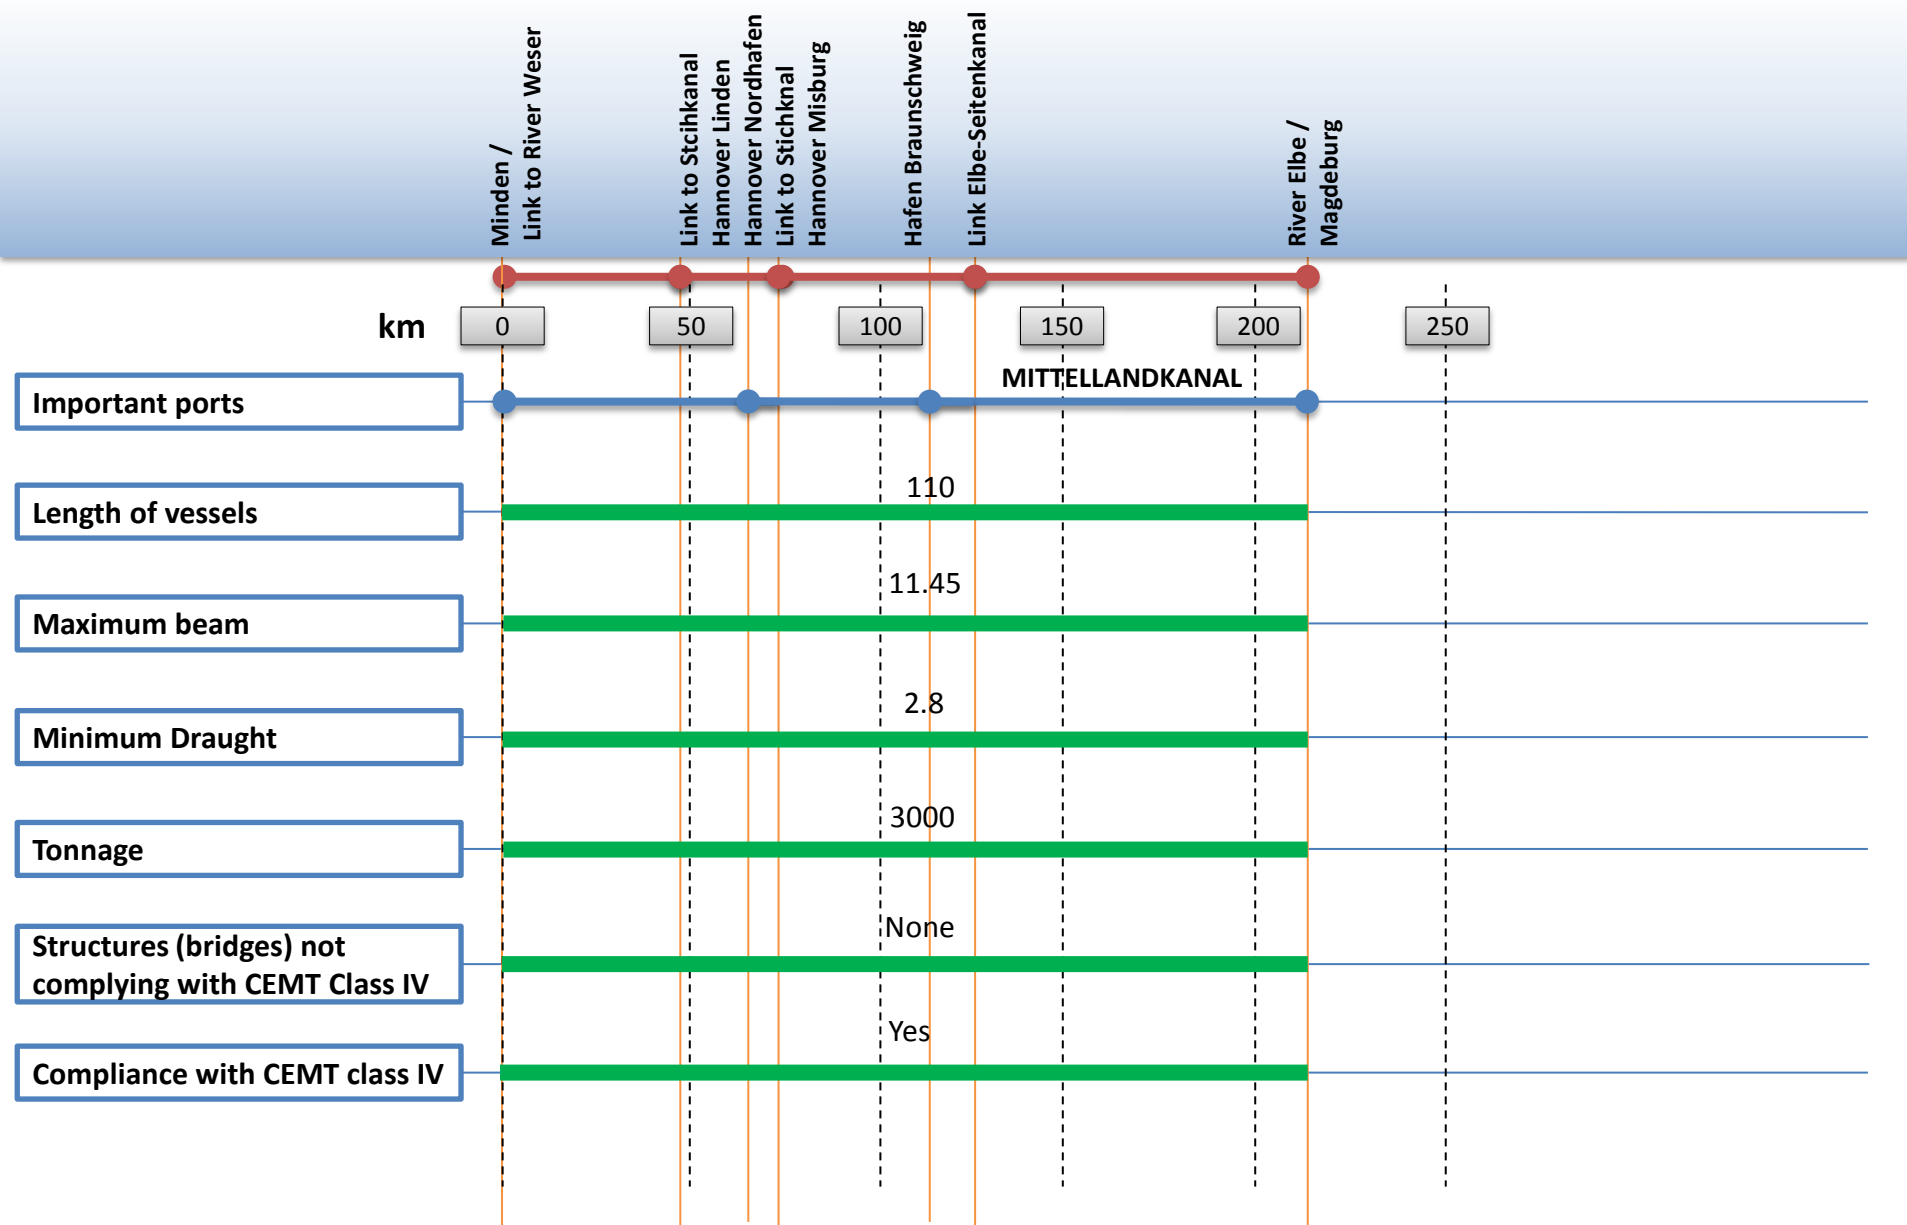 Minden /
Link to River Weser
Link to Stcihkanal
Hannover Linden
Hannover Nordhafen
Link to Stichknal
Hannover Misburg
Hafen Braunschweig
Link Elbe-Seitenkanal
River Elbe /
Magdeburg
km
0
50
100
150
200
250
MITTELLANDKANAL
Important ports
110
Length of vessels
11.45
Maximum beam
2.8
Minimum Draught
3000
Tonnage
None
Structures (bridges) not
complying with CEMT Class IV
Yes
Compliance with CEMT class IV